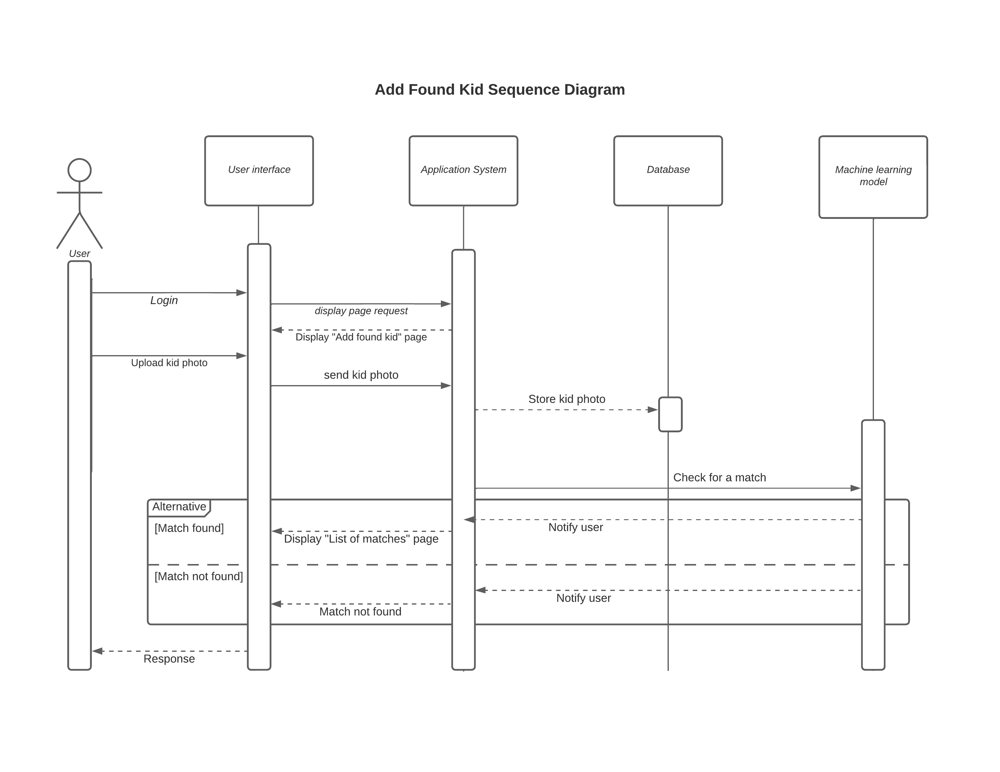 Add Found Kid Sequence Diagram
User interface
Application System
Database
Machine learning
model
User
Login
display page request
Display "Add found kid" page
Upload kid photo
send kid photo
Store kid photo
Check for a match
Alternative
[Match found]
Notify user
Display "List of matches" page
[Match not found]
Notify user
Match not found
Response